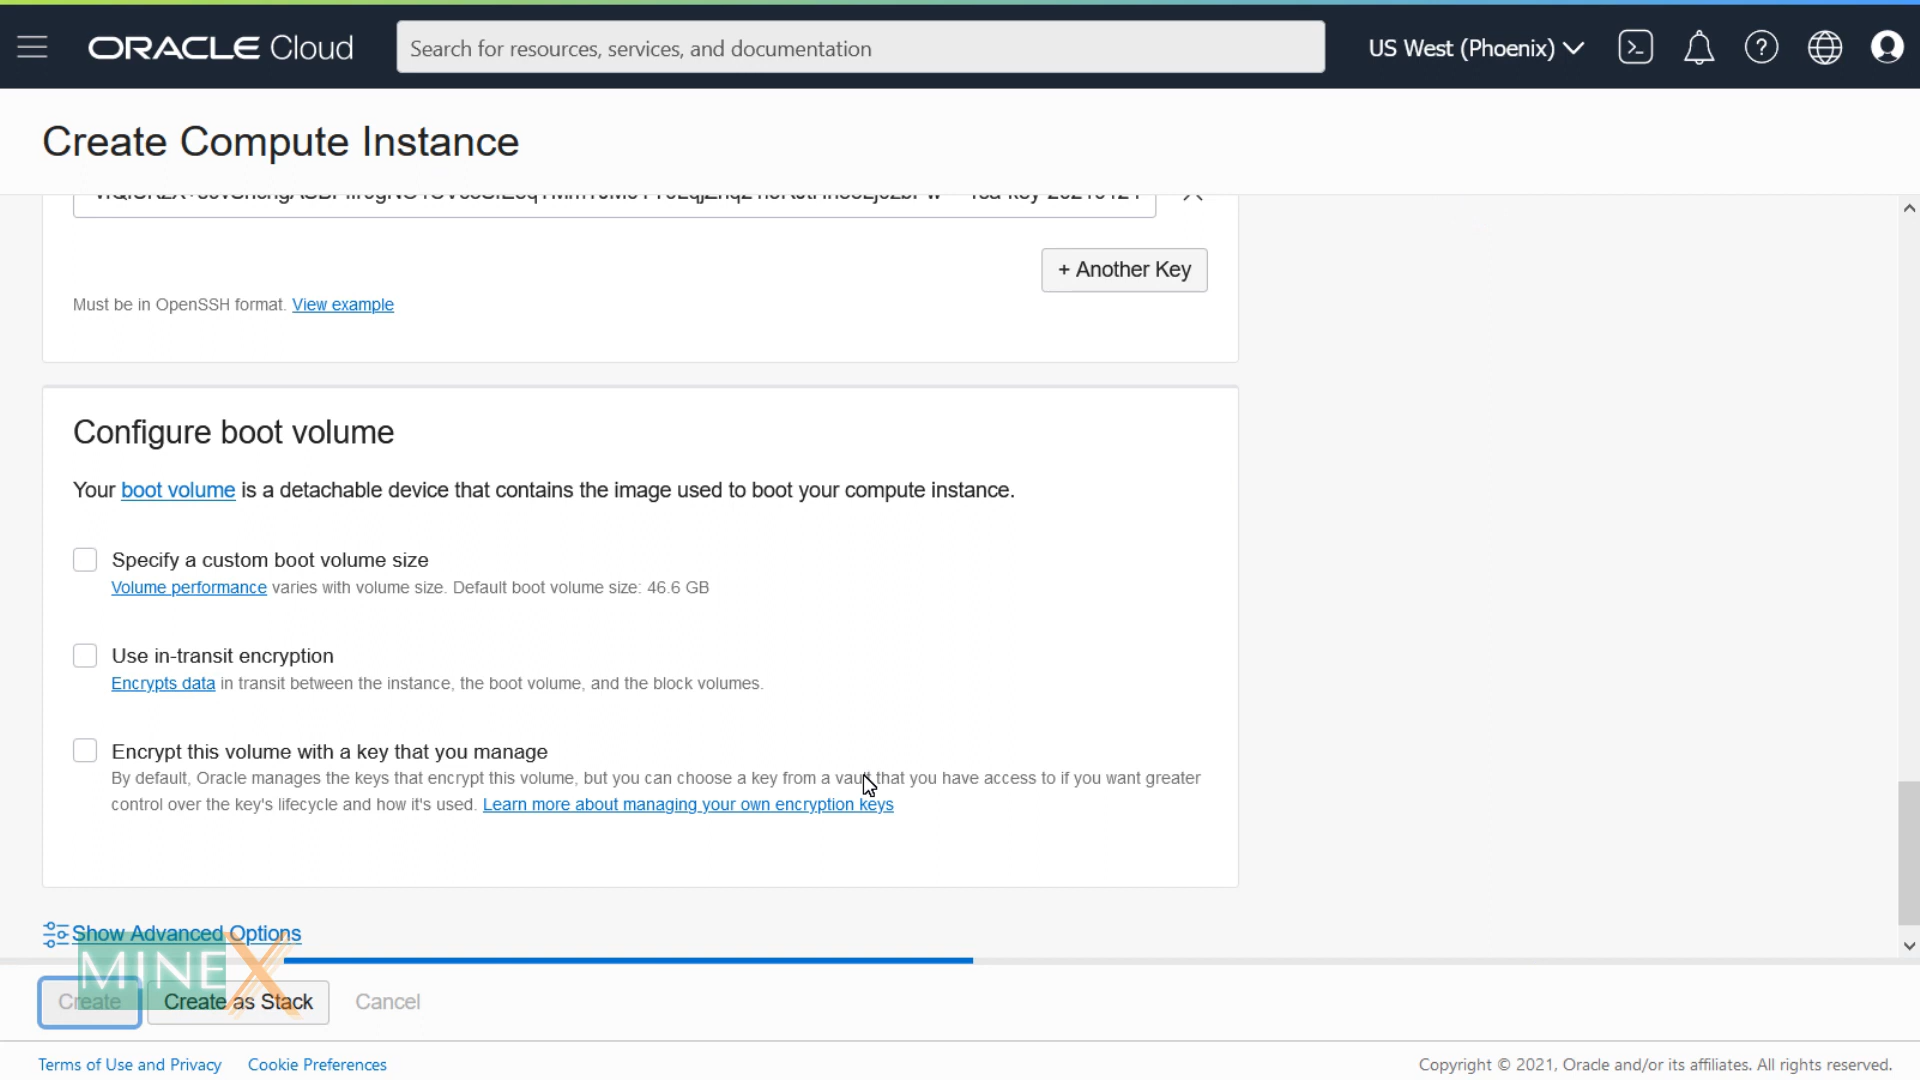 ORACLE Cloud
Search for resources, services, and documentation
US West (Phoenix)
Create Compute Instance
+ Another Key
Must be in OpenSSH format. View example
Configure boot volume
Your boot volume is a detachable device that contains the image used to boot your compute instance.
Specify a custom boot volume size
Volume performance varies with volume size. Default boot volume size: 46.6 GB
Use in-transit encryption
Encrypts data in transit between the instance, the boot volume, and the block volumes.
Encrypt this volume with a key that you manage
By default, Oracle manages the keys that encrypt this volume, but you can choose a key from a vault that you have access to if you want greater
control over the key's lifecycle and how it's used. Learn more about managing your own encryption keys
Show Advanced Options
MINEX
Create Create as Stack Cancel
Terms of Use and Privacy Cookie Preferences
Copyright © 2021, Oracle and/or its affiliates. All rights reserved.